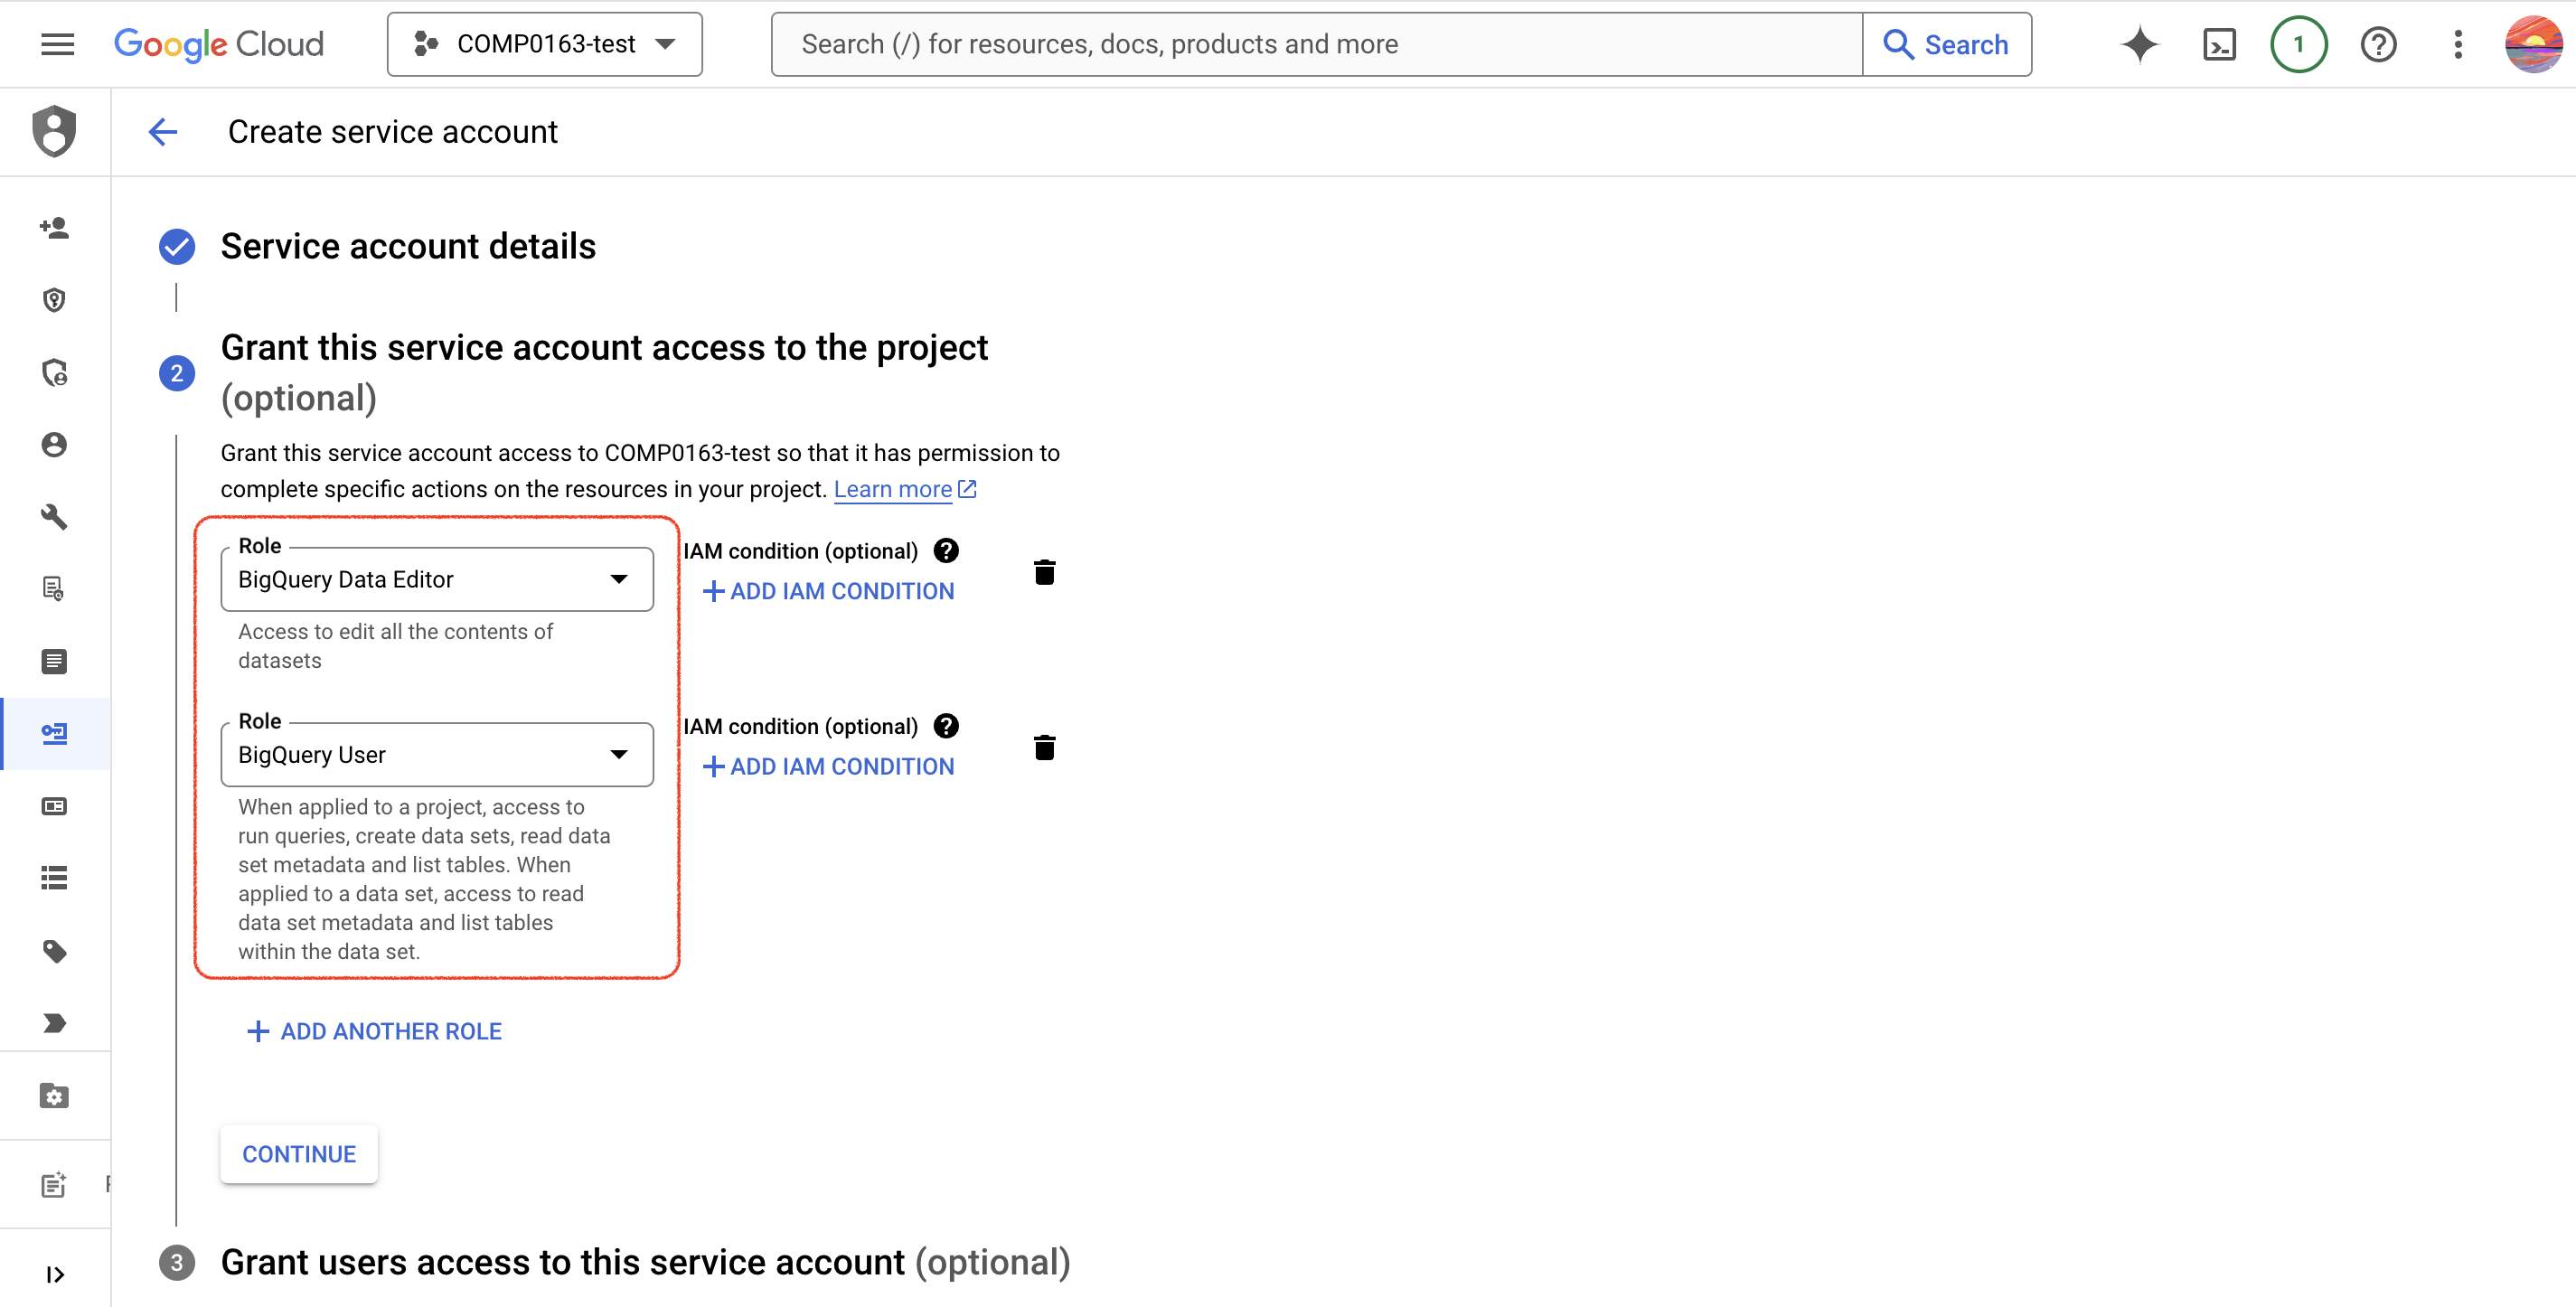 Google Cloud
COMP0163-test
Search (/) for resources, docs, products and more
Search
1
Create service account
Service account details
2
Grant this service account access to the project
(optional)
Grant this service account access to COMP0163-test so that it has permission to
complete specific actions on the resources in your project. Learn more
Role
BigQuery Data Editor
IAM condition (optional)
ADD IAM CONDITION
Access to edit all the contents of
datasets
Role
BigQuery User
IAM condition (optional)
ADD IAM CONDITION
When applied to a project, access to
run queries, create data sets, read data
set metadata and list tables. When
applied to a data set, access to read
data set metadata and list tables
within the data set.
ADD ANOTHER ROLE
CONTINUE
3
Grant users access to this service account (optional)